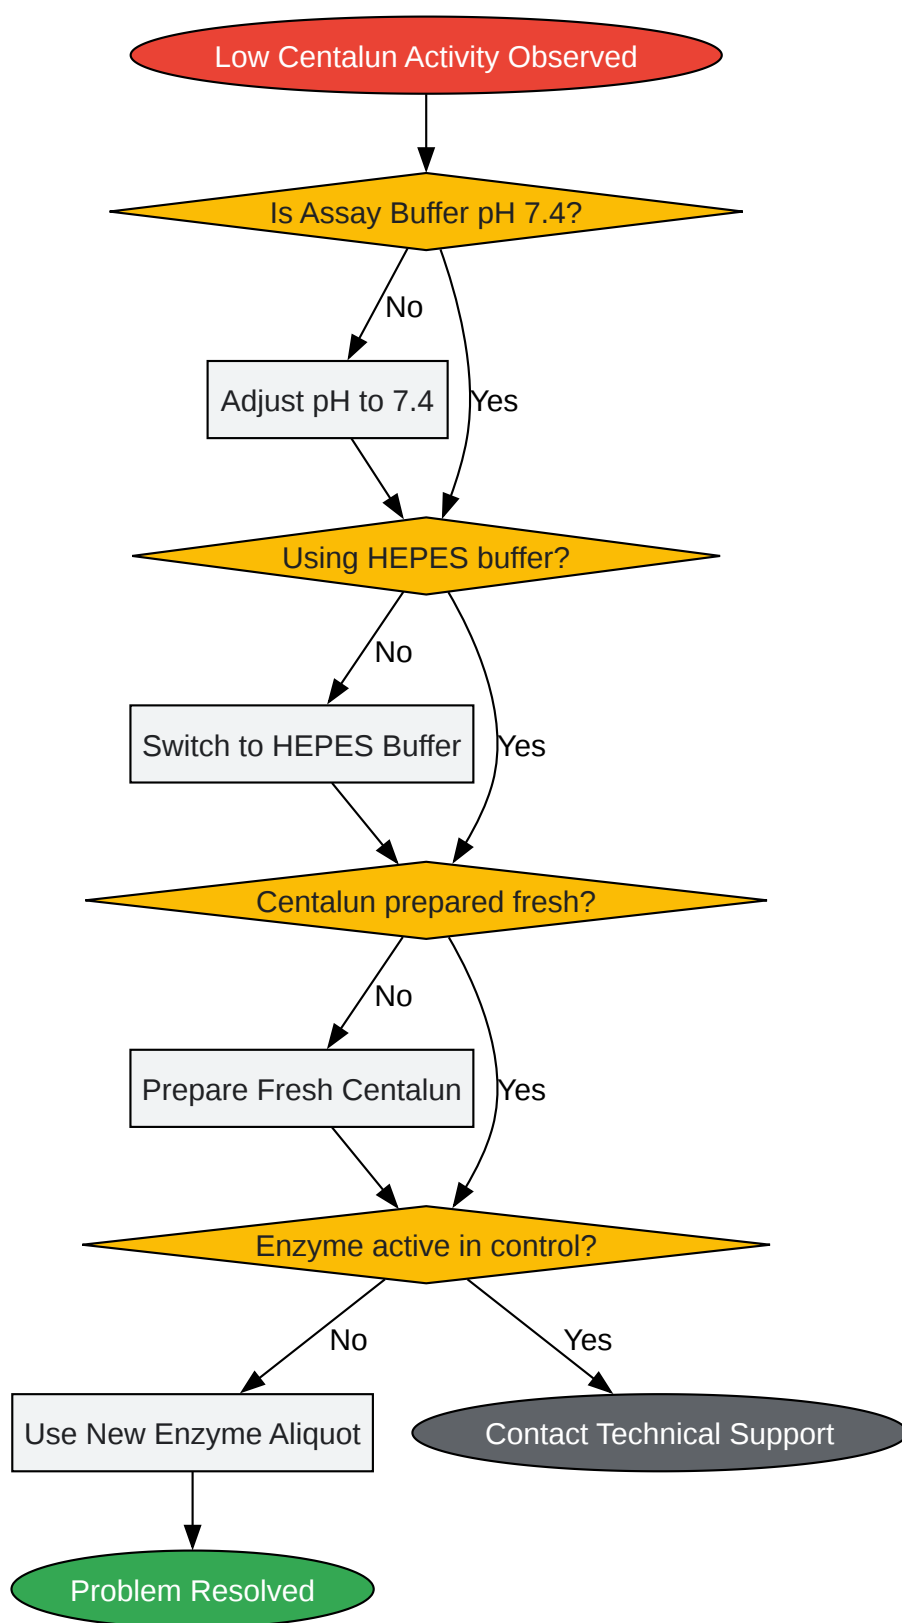 Low Centalun Activity Observed
Is Assay Buffer pH 7.4?
No
Adjust pH to 7.4
Yes
Using HEPES buffer?
No
Switch to HEPES Buffer
Yes
Centalun prepared fresh?
No
Prepare Fresh Centalun
Yes
Enzyme active in control?
No
Yes
Use New Enzyme Aliquot
Contact Technical Support
Problem Resolved